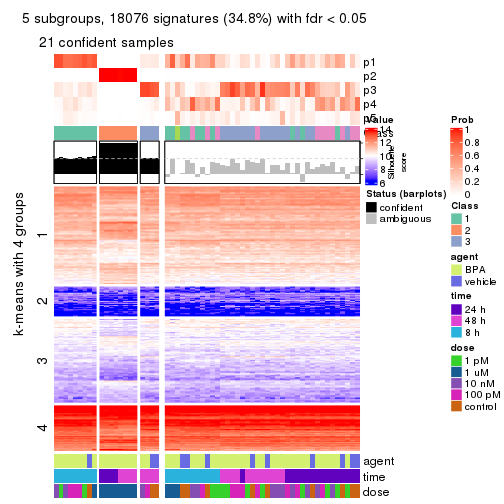 5 subgroups, 18076 signatures (34.8%) with fdr < 0.05
21 confident samples
p1
p2
p3
p4
p5
Value
14
12
10
8
6
Class
Silhouette
score
Status (barplots)
confident
ambiguous
Prob
1
0.8
0.6
0.4
0.2
0
Class
1
2
3
agent
BPA
vehicle
time
24 h
48 h
8 h
dose
1 pM
1 uM
10 nM
100 pM
control
k-means with 4 groups
1
2
3
4
agent
time
dose